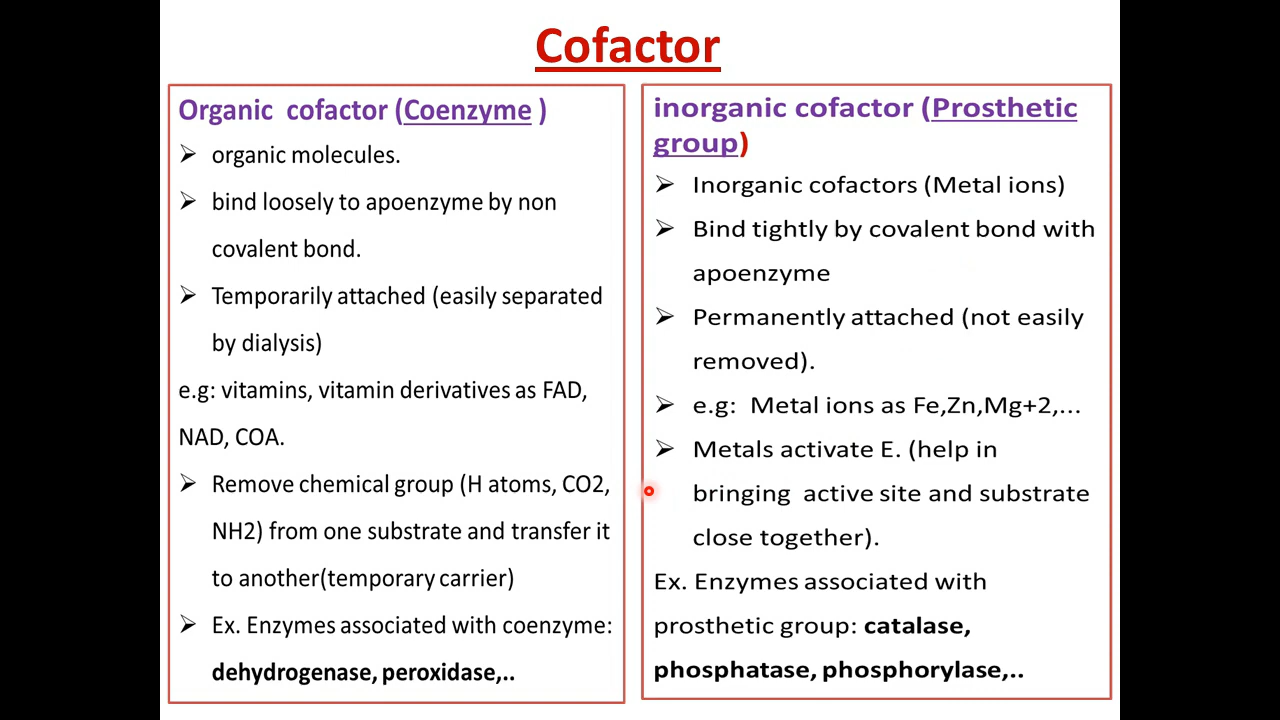 Cofactor
Organic cofactor (Coenzyme )
➢ organic molecules.
➢ bind loosely to apoenzyme by non
covalent bond.
➢ Temporarily attached (easily separated
by dialysis)
e.g: vitamins, vitamin derivatives as FAD,
NAD, COA.
➢ Remove chemical group (H atoms, CO2,
NH2) from one substrate and transfer it
to another(temporary carrier)
➢ Ex. Enzymes associated with coenzyme:
dehydrogenase, peroxidase,..
inorganic cofactor (Prosthetic
group)
➢ Inorganic cofactors (Metal ions)
➢ Bind tightly by covalent bond with
apoenzyme
➢ Permanently attached (not easily
removed).
➢ e.g: Metal ions as Fe,Zn,Mg+2,...
➢ Metals activate E. (help in
bringing active site and substrate
close together).
Ex. Enzymes associated with
prosthetic group: catalase,
phosphatase, phosphorylase,..